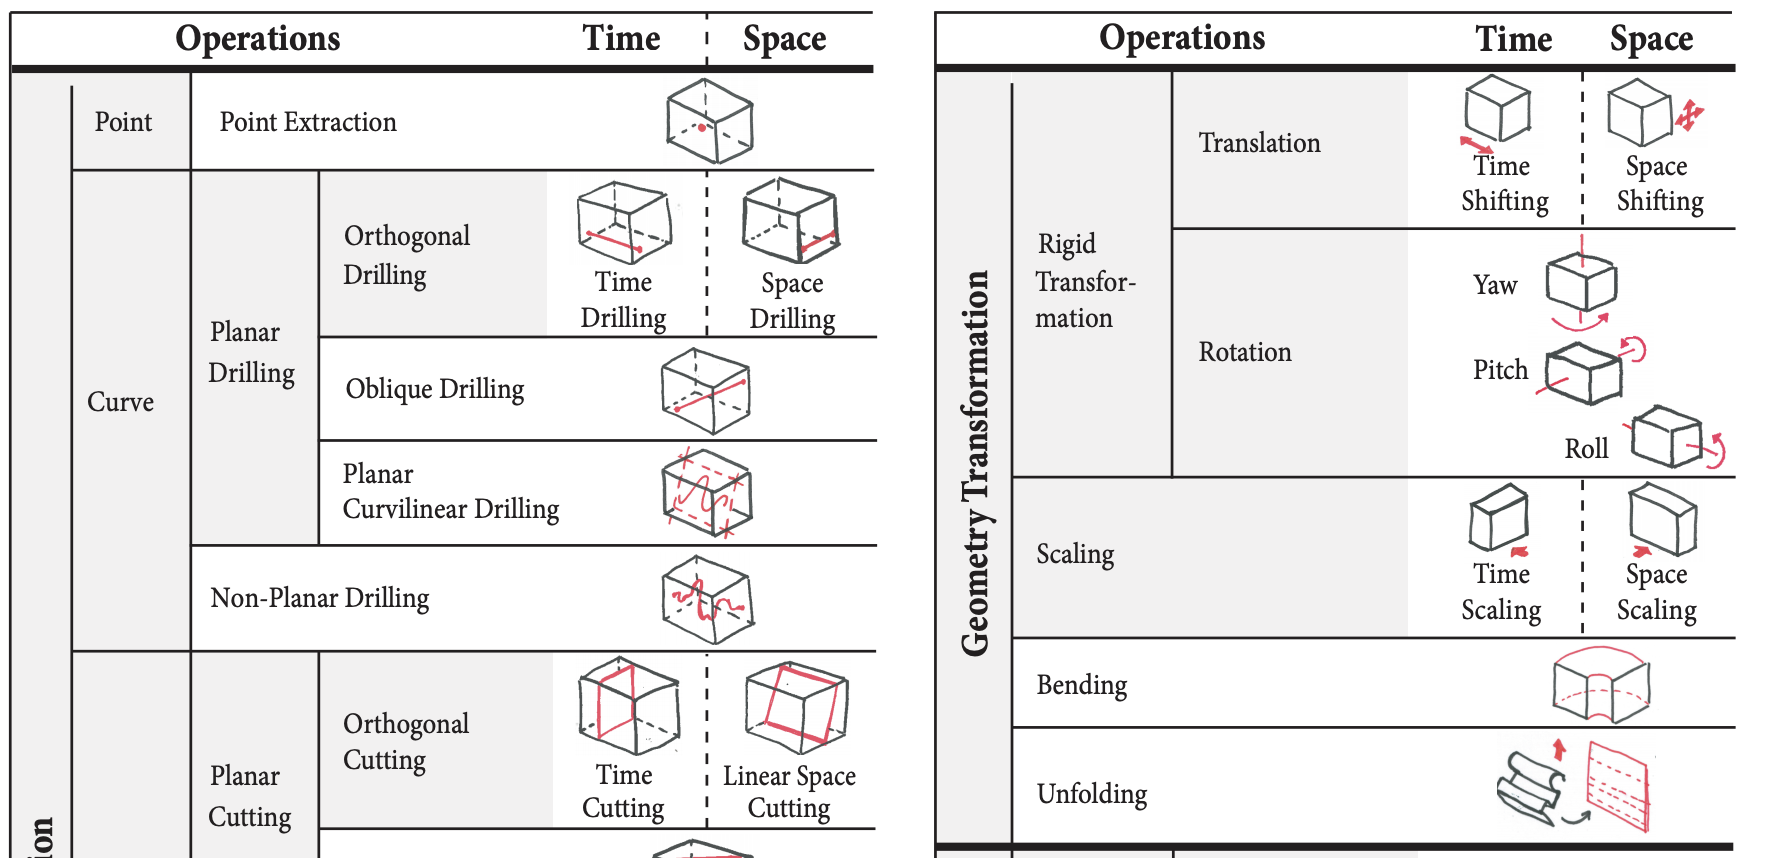 Operations Time Space
Point
Point Extraction
Curve
Planar
Drilling
Orthogonal
Drilling
Time
Drilling
Space
Drilling
Oblique Drilling
Planar
Curvilinear Drilling
Non-Planar Drilling
Planar
Cutting
Orthogonal
Cutting
Time
Cutting
Linear Space
Cutting
Operations Time Space
Geometry Transformation
Rigid
Transfor-
mation
Translation
Time
Shifting
Space
Shifting
Rotation
Yaw
Pitch
Roll
Scaling
Time
Scaling
Space
Scaling
Bending
Unfolding